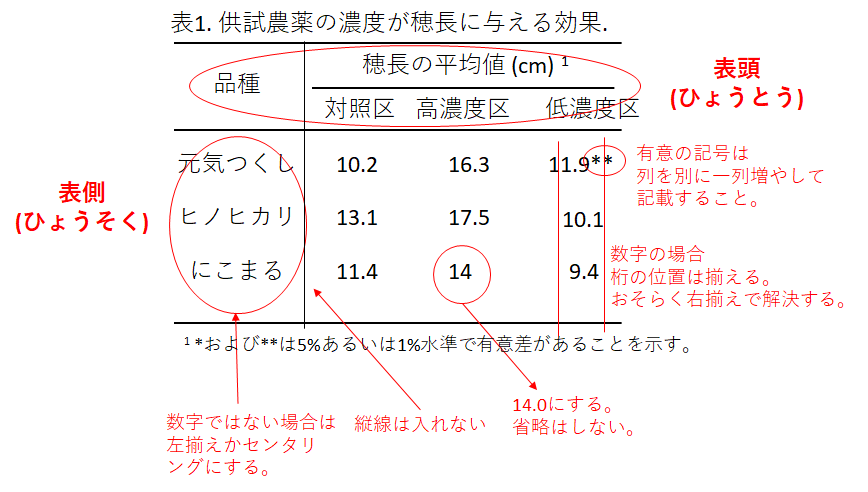 表1. 供試農薬の濃度が穂長に与える効果.
品種
穂長の平均値 (cm) 1
対照区 高濃度区 低濃度区
表頭
(ひょうとう)
元気つくし 10.2 16.3 11.9**
ヒノヒカリ 13.1 17.5 10.1
にこまる 11.4 14 9.4
1 *および**は5%あるいは1%水準で有意差があることを示す。
表側
(ひょうそく)
有意の記号は
列を別に一列増やして
記載すること。
数字の場合
桁の位置は揃える。
おそらく右揃えで解決する。
数字ではない場合は
左揃えかセンタリ
ングにする。
縦線は入れない
14.0にする。
省略はしない。